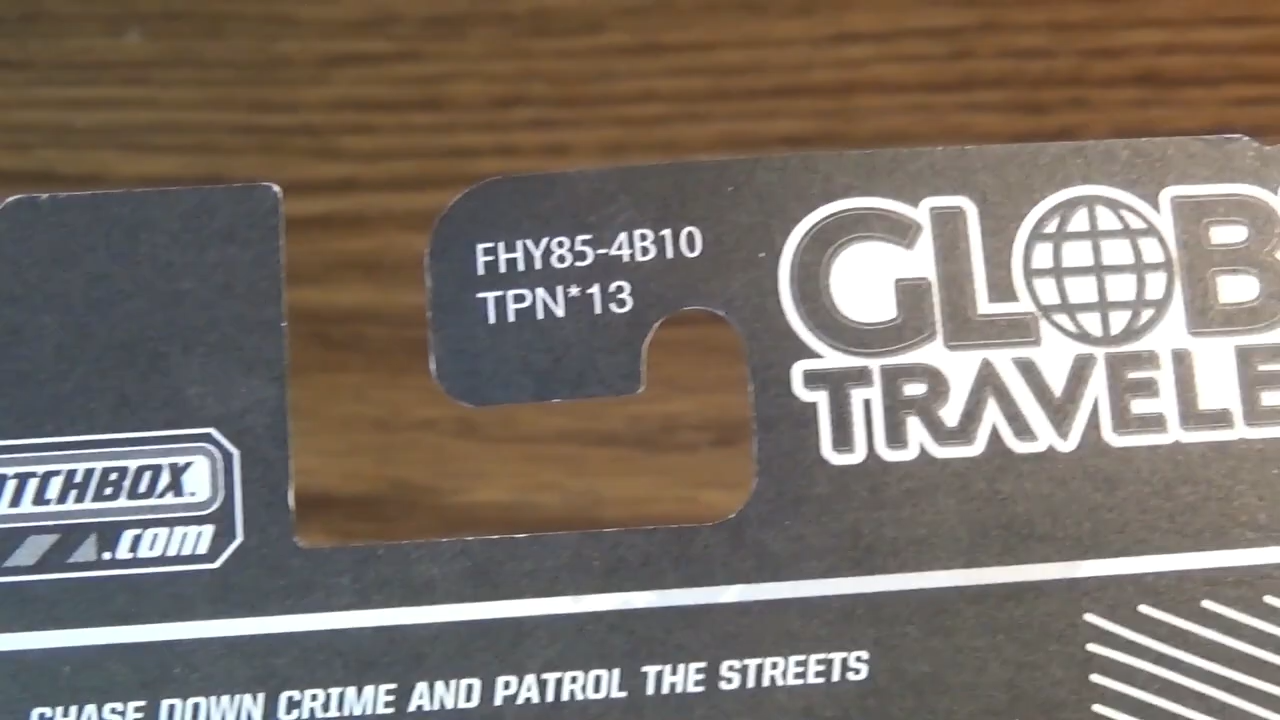 FHY85-4B10
TPN*13
GLOB
TRAVELE
TCHBOX
.com
CHASE DOWN CRIME AND PATROL THE STREETS